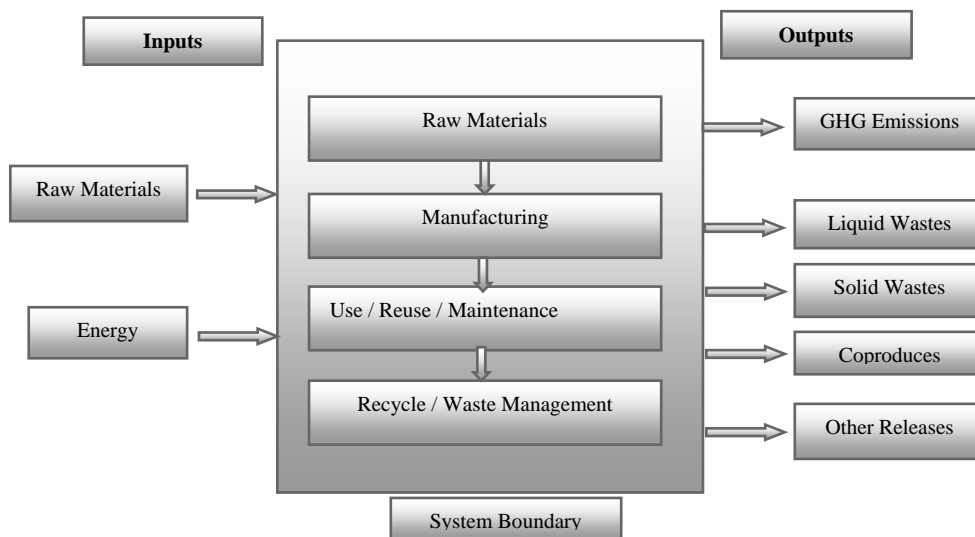 Inputs
Outputs
Raw Materials
GHG Emissions
Raw Materials
Manufacturing
Liquid Wastes
Solid Wastes
Use / Reuse / Maintenance
Energy
Coproduces
Recycle / Waste Management
Other Releases
System Boundary